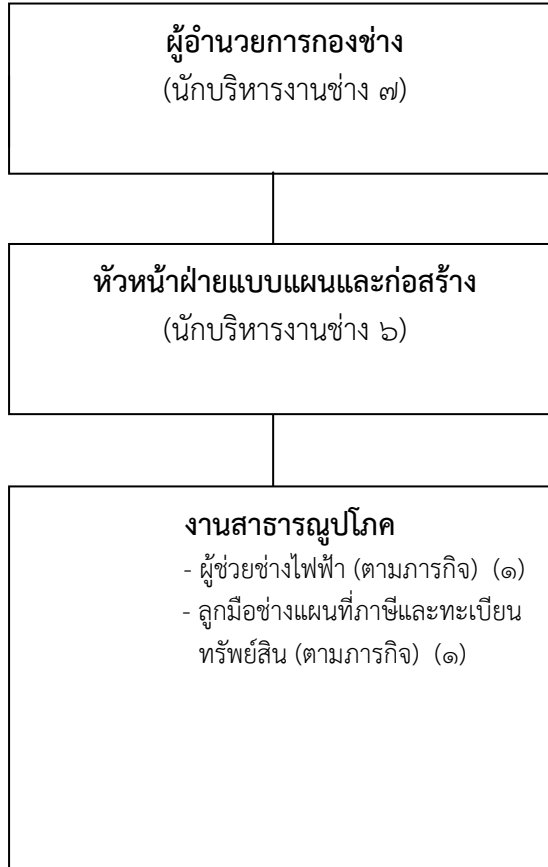 ผู้อำนวยการกองช่าง
(นักบริหารงานช่าง ๗)
หัวหน้าฝ่ายแบบแผนและก่อสร้าง
(นักบริหารงานช่าง ๖)
งานสาธารณูปโภค
- ผู้ช่วยช่างไฟฟ้า (ตามภารกิจ) (๑)
- ลูกมือช่างแผนที่ภาษีและทะเบียน
ทรัพย์สิน (ตามภารกิจ) (๑)